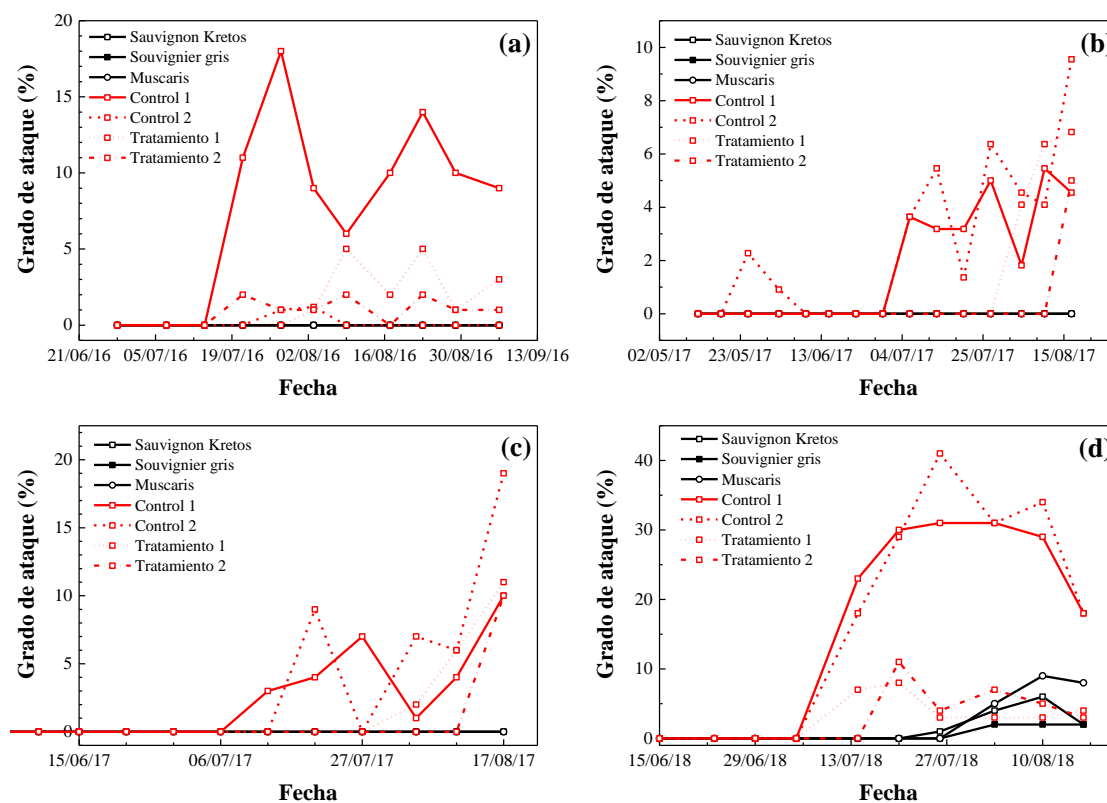 (a)
Sauvignon Kretos
Souvignier gris
Muscaris
Control 1
Control 2
Tratamiento 1
Tratamiento 2
Grado de ataque (%)
20
15
10
5
0
21/06/16 05/07/16 19/07/16 02/08/16 16/08/16 30/08/16 13/09/16
Fecha
(b)
Sauvignon Kretos
Souvignier gris
Muscaris
Control 1
Control 2
Tratamiento 1
Tratamiento 2
Grado de ataque (%)
10
8
6
4
2
0
02/05/17 23/05/17 13/06/17 04/07/17 25/07/17 15/08/17
Fecha
(c)
Sauvignon Kretos
Souvignier gris
Muscaris
Control 1
Control 2
Tratamiento 1
Tratamiento 2
Grado de ataque (%)
20
15
10
5
0
15/06/17 06/07/17 27/07/17 17/08/17
Fecha
(d)
Sauvignon Kretos
Souvignier gris
Muscaris
Control 1
Control 2
Tratamiento 1
Tratamiento 2
Grado de ataque (%)
40
30
20
10
0
15/06/18 29/06/18 13/07/18 27/07/18 10/08/18
Fecha